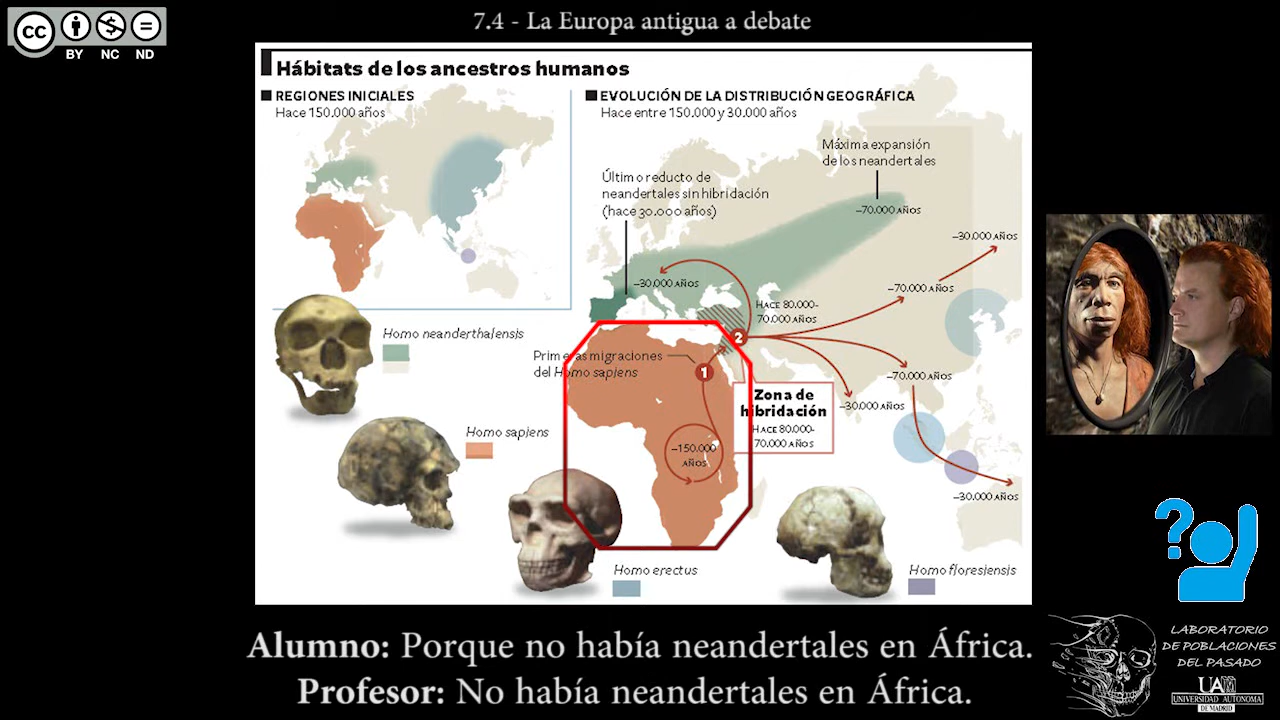 7.4 - La Europa antigua a debate
CC
BY NC ND
Hábitats de los ancestros humanos
REGIONES INICIALES
Hace 150.000 años
EVOLUCIÓN DE LA DISTRIBUCIÓN GEOGRÁFICA
Hace entre 150.000 y 30.000 años
Máxima expansión
de los neandertales
Último reducto de
neandertales sin hibridación
(hace 30.000 años)
–70.000 AÑOS
–30.000 AÑOS
–30.000 AÑOS
–70.000 AÑOS
HACE 80.000-
70.000 AÑOS
Homo neanderthalensis
2
Primeras migraciones
del Homo sapiens
1
–70.000 AÑOS
Zona de
hibridación
HACE 80.000-
70.000 AÑOS
–30.000 AÑOS
Homo sapiens
–150.000
AÑOS
–30.000 AÑOS
Homo erectus
Homo floresiensis
?
Alumno: Porque no había neandertales en África.
Profesor: No había neandertales en África.
LABORATORIO
DE POBLACIONES
DEL PASADO
UAM
UNIVERSIDAD AUTONOMA
DE MADRID